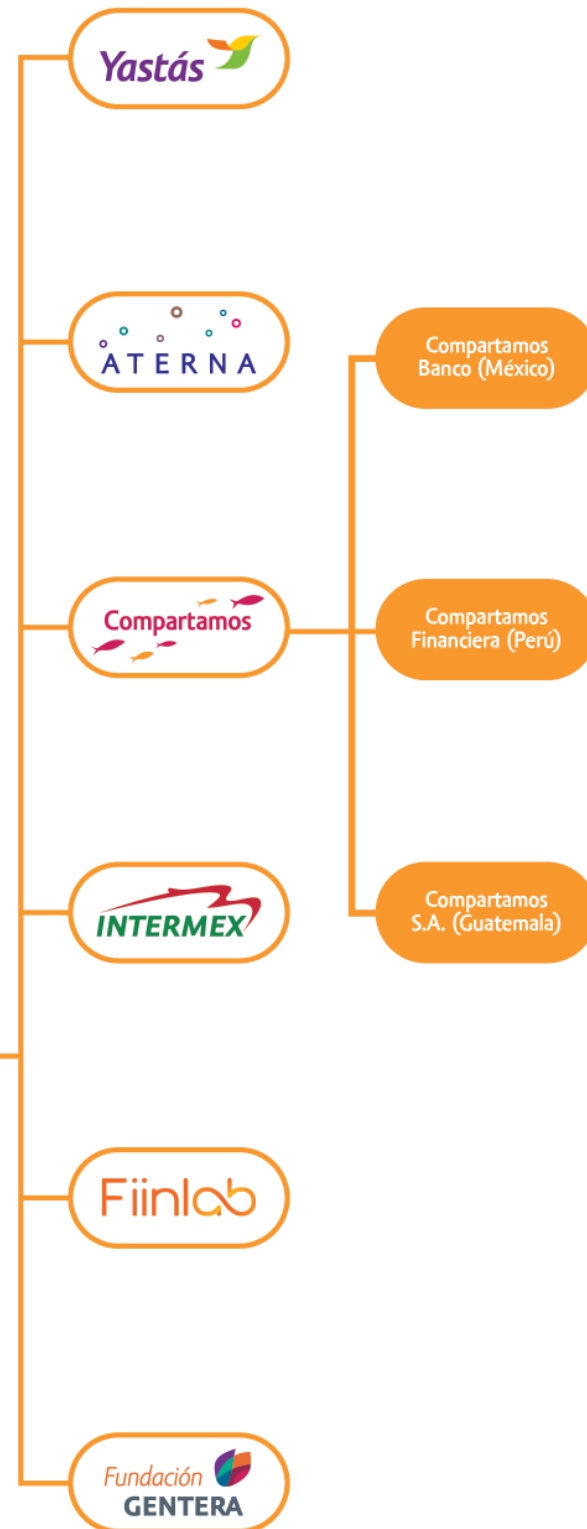 Yastás
ATERNA
Compartamos
Banco (México)
Compartamos
Compartamos
Financiera (Perú)
INTERMEX
Compartamos
S.A. (Guatemala)
Fiinlab
Fundación
GENTERA